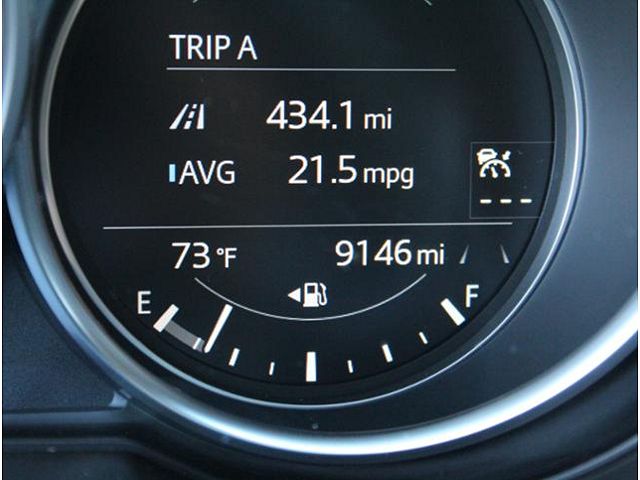 TRIP A
434.1 mi
AVG 21.5 mpg
---
73 °F 9146 mi
E F